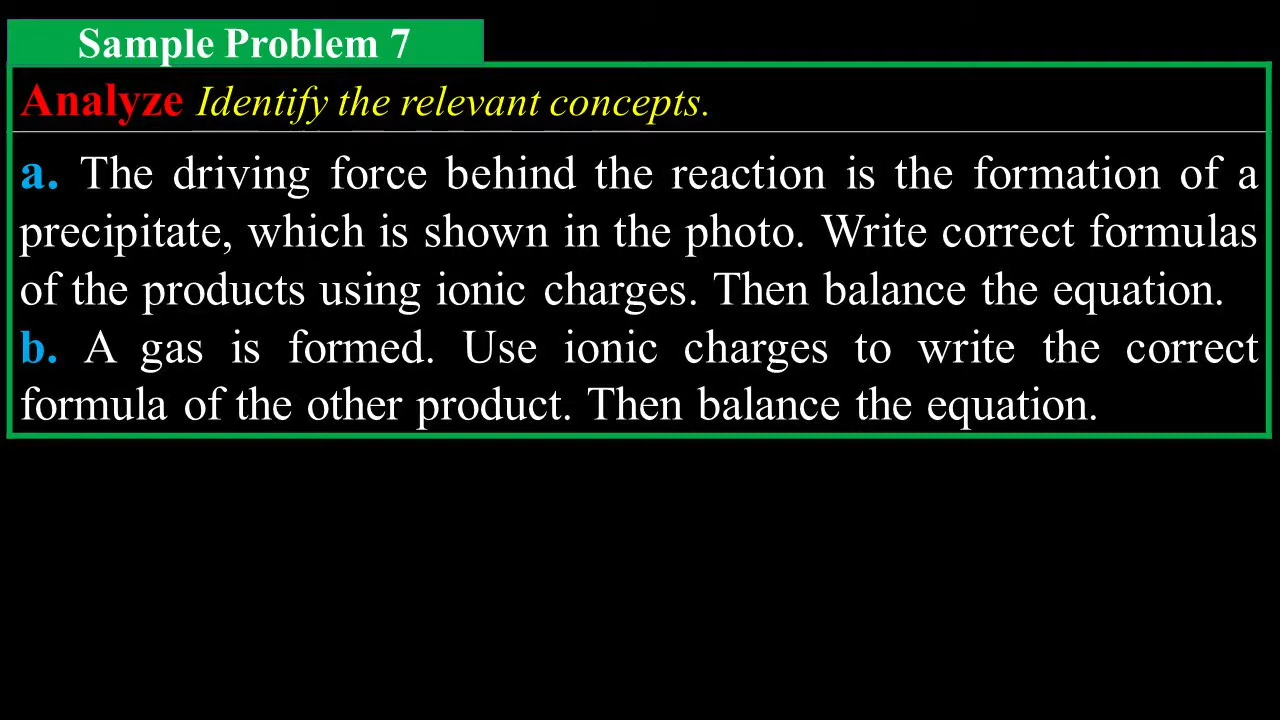 Sample Problem 7
Analyze Identify the relevant concepts.
a. The driving force behind the reaction is the formation of a
precipitate, which is shown in the photo. Write correct formulas
of the products using ionic charges. Then balance the equation.
b. A gas is formed. Use ionic charges to write the correct
formula of the other product. Then balance the equation.